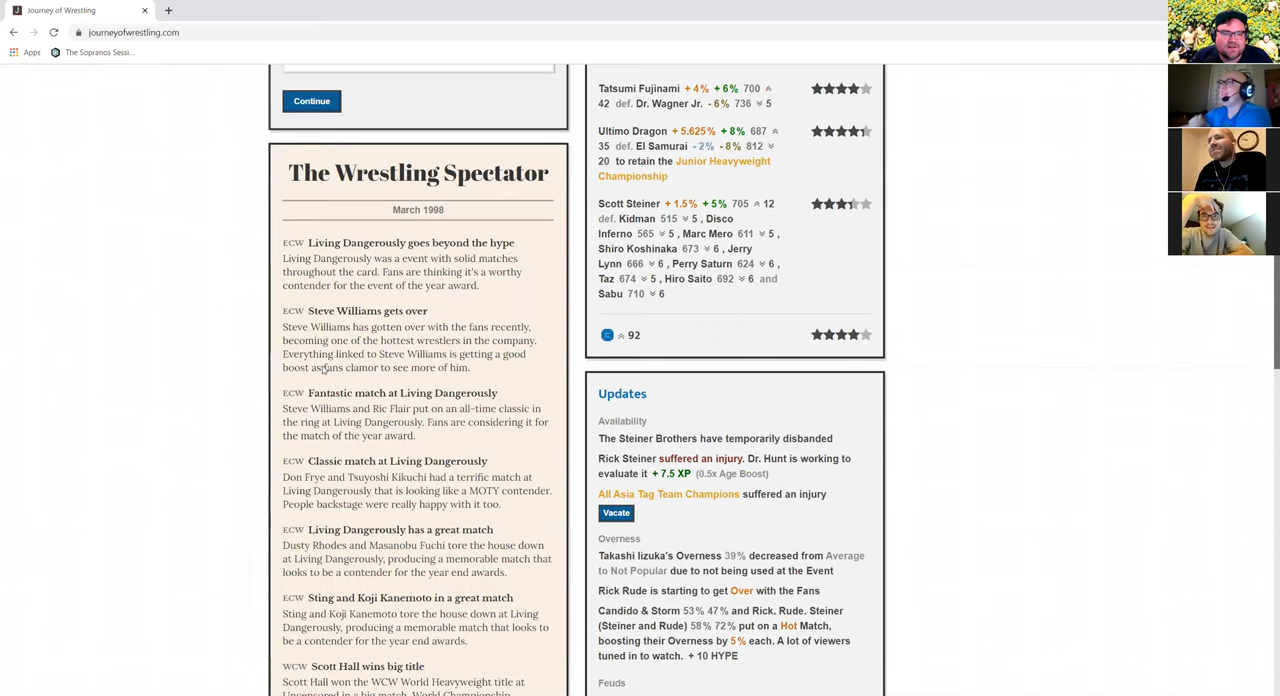 Journey of Wrestling
journeyofwrestling.com
Apps
The Sopranos Sessi...
Continue
The Wrestling Spectator
March 1998
ECW Living Dangerously goes beyond the hype
Living Dangerously was a event with solid matches
throughout the card. Fans are thinking it's a worthy
contender for the event of the year award.
ECW Steve Williams gets over
Steve Williams has gotten over with the fans recently,
becoming one of the hottest wrestlers in the company.
Everything linked to Steve Williams is getting a good
boost as fans clamor to see more of him.
ECW Fantastic match at Living Dangerously
Steve Williams and Ric Flair put on an all-time classic in
the ring at Living Dangerously. Fans are considering it for
the match of the year award.
ECW Classic match at Living Dangerously
Don Frye and Tsuyoshi Kikuchi had a terrific match at
Living Dangerously that is looking like a MOTY contender.
People backstage were really happy with it too.
ECW Living Dangerously has a great match
Dusty Rhodes and Masanobu Fuchi tore the house down
at Living Dangerously, producing a memorable match that
looks to be a contender for the year end awards.
ECW Sting and Koji Kanemoto in a great match
Sting and Koji Kanemoto tore the house down at Living
Dangerously, producing a memorable match that looks to
be a contender for the year end awards.
WCW Scott Hall wins big title
Scott Hall won the WCW World Heavyweight title at
Uncensored in a big match. World Championship
Tatsumi Fujinami + 4% + 6% 700
42 def. Dr. Wagner Jr. - 6% 736 5
Ultimo Dragon + 5.625% + 8% 687
35 def. El Samurai - 2% - 8% 812
20 to retain the Junior Heavyweight
Championship
Scott Steiner + 1.5% + 5% 705 12
def. Kidman 515 5 , Disco
Inferno 565 5 , Marc Mero 611 5 ,
Shiro Koshinaka 673 6 , Jerry
Lynn 666 6 , Perry Saturn 624 6 ,
Taz 674 5 , Hiro Saito 692 6 and
Sabu 710 6
92
Updates
Availability
The Steiner Brothers have temporarily disbanded
Rick Steiner suffered an injury. Dr. Hunt is working to
evaluate it + 7.5 XP (0.5x Age Boost)
All Asia Tag Team Champions suffered an injury
Vacate
Overness
Takashi Iizuka's Overness 39% decreased from Average
to Not Popular due to not being used at the Event
Rick Rude is starting to get Over with the Fans
Candido & Storm 53% 47% and Rick. Rude. Steiner
(Steiner and Rude) 58% 72% put on a Hot Match,
boosting their Overness by 5% each. A lot of viewers
tuned in to watch. + 10 HYPE
Feuds